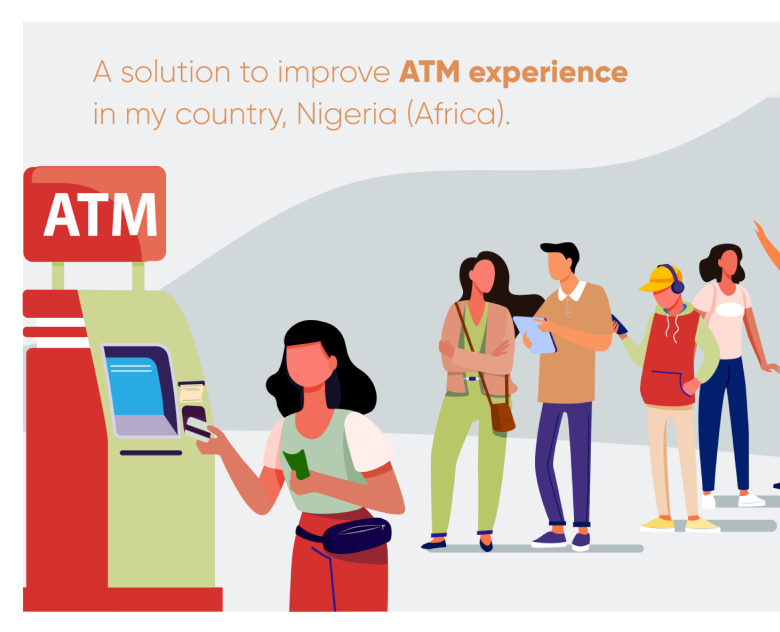 A solution to improve ATM experience
in my country, Nigeria (Africa).
ATM